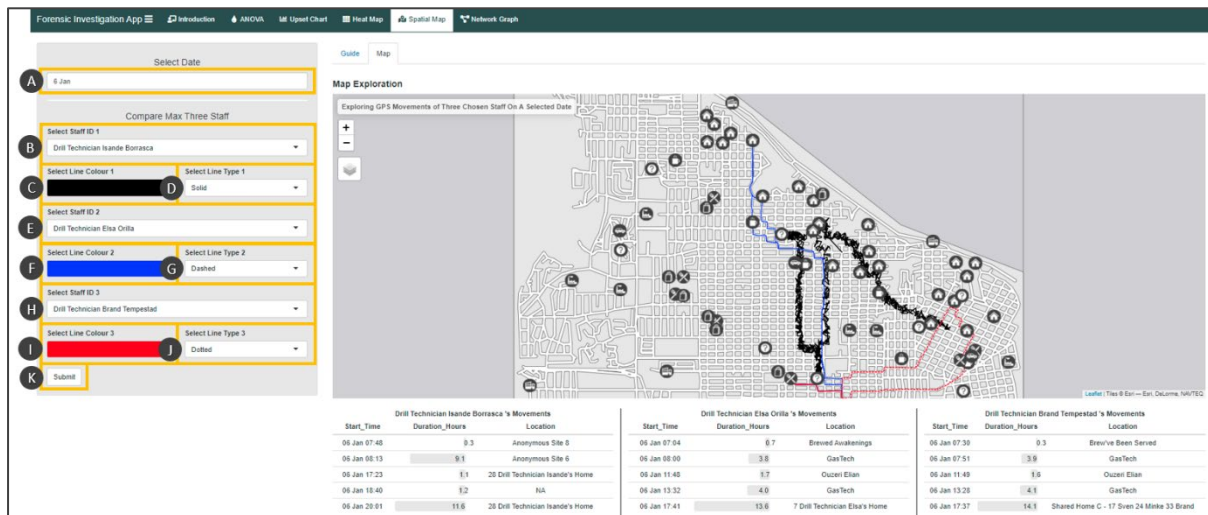 Forensic Investigation App
Introduction
ANOVA
Upset Chart
Heat Map
Spatial Map
Network Graph
Select Date
A
6 Jan
Compare Max Three Staff
Select Staff ID 1
B
Drill Technician Isande Borrasca
Select Line Colour 1
Select Line Type 1
C
D
Solid
Select Staff ID 2
E
Drill Technician Elsa Orilla
Select Line Colour 2
Select Line Type 2
F
G
Dashed
Select Staff ID 3
H
Drill Technician Brand Tempestad
Select Line Colour 3
Select Line Type 3
I
J
Dotted
K
Submit
Guide
Map
Map Exploration
Exploring GPS Movements of Three Chosen Staff On A Selected Date
+
−
Leaflet | Tiles © Esri — Esri, DeLorme, NAVTEQ
Drill Technician Isande Borrasca 's Movements
Start_Time Duration_Hours Location
06 Jan 07:48 0.3 Anonymous Site 8
06 Jan 08:13 9.1 Anonymous Site 6
06 Jan 17:23 1.1 28 Drill Technician Isande's Home
06 Jan 18:40 1.2 NA
06 Jan 20:01 11.6 28 Drill Technician Isande's Home
Drill Technician Elsa Orilla 's Movements
Start_Time Duration_Hours Location
06 Jan 07:04 0.7 Brewed Awakenings
06 Jan 08:00 3.8 GasTech
06 Jan 11:48 1.7 Ouzeri Elian
06 Jan 13:32 4.0 GasTech
06 Jan 17:41 13.6 7 Drill Technician Elsa's Home
Drill Technician Brand Tempestad 's Movements
Start_Time Duration_Hours Location
06 Jan 07:30 0.3 Brew've Been Served
06 Jan 07:51 3.9 GasTech
06 Jan 11:49 1.6 Ouzeri Elian
06 Jan 13:28 4.1 GasTech
06 Jan 17:37 14.1 Shared Home C - 17 Sven 24 Minke 33 Brand